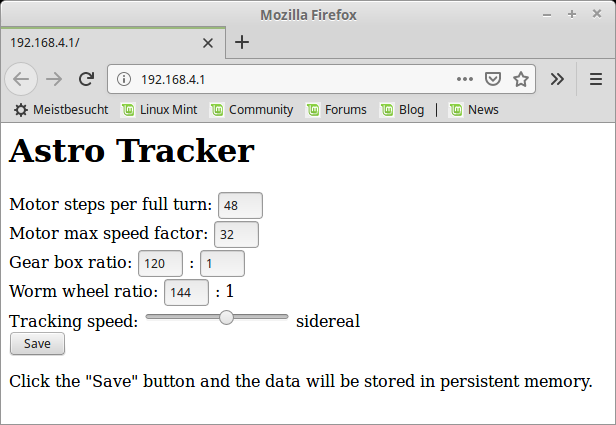 Mozilla Firefox
192.168.4.1/
192.168.4.1
Meistbesucht Linux Mint Community Forums Blog | News
Astro Tracker
Motor steps per full turn: 48
Motor max speed factor: 32
Gear box ratio: 120 : 1
Worm wheel ratio: 144 : 1
Tracking speed: sidereal
Save
Click the "Save" button and the data will be stored in persistent memory.